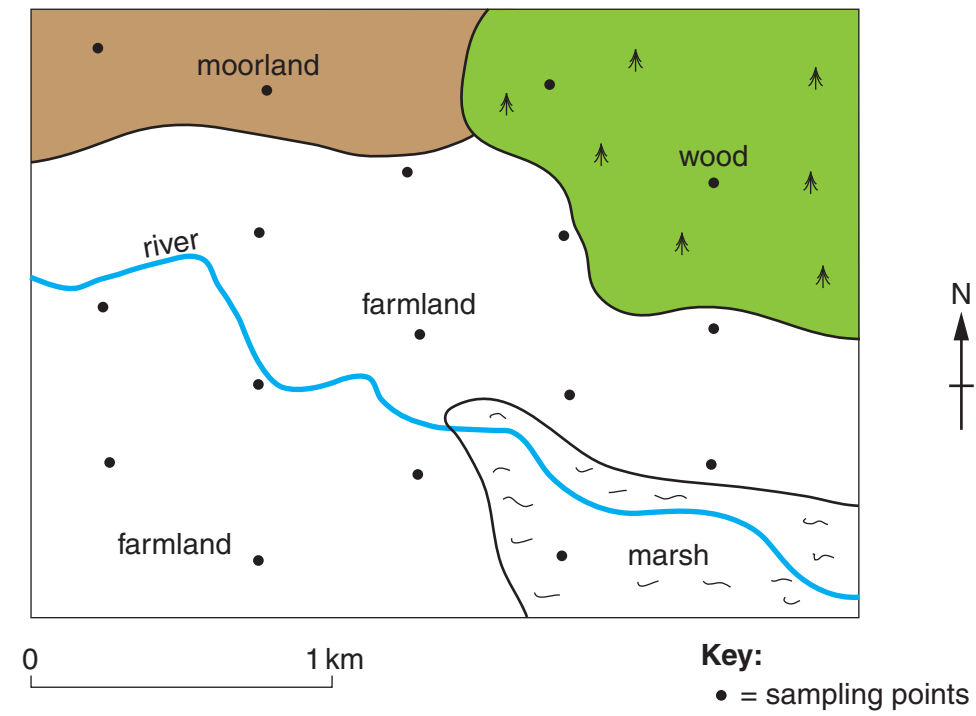 moorland
wood
river
farmland
N
farmland
marsh
0 1 km
Key:
= sampling points